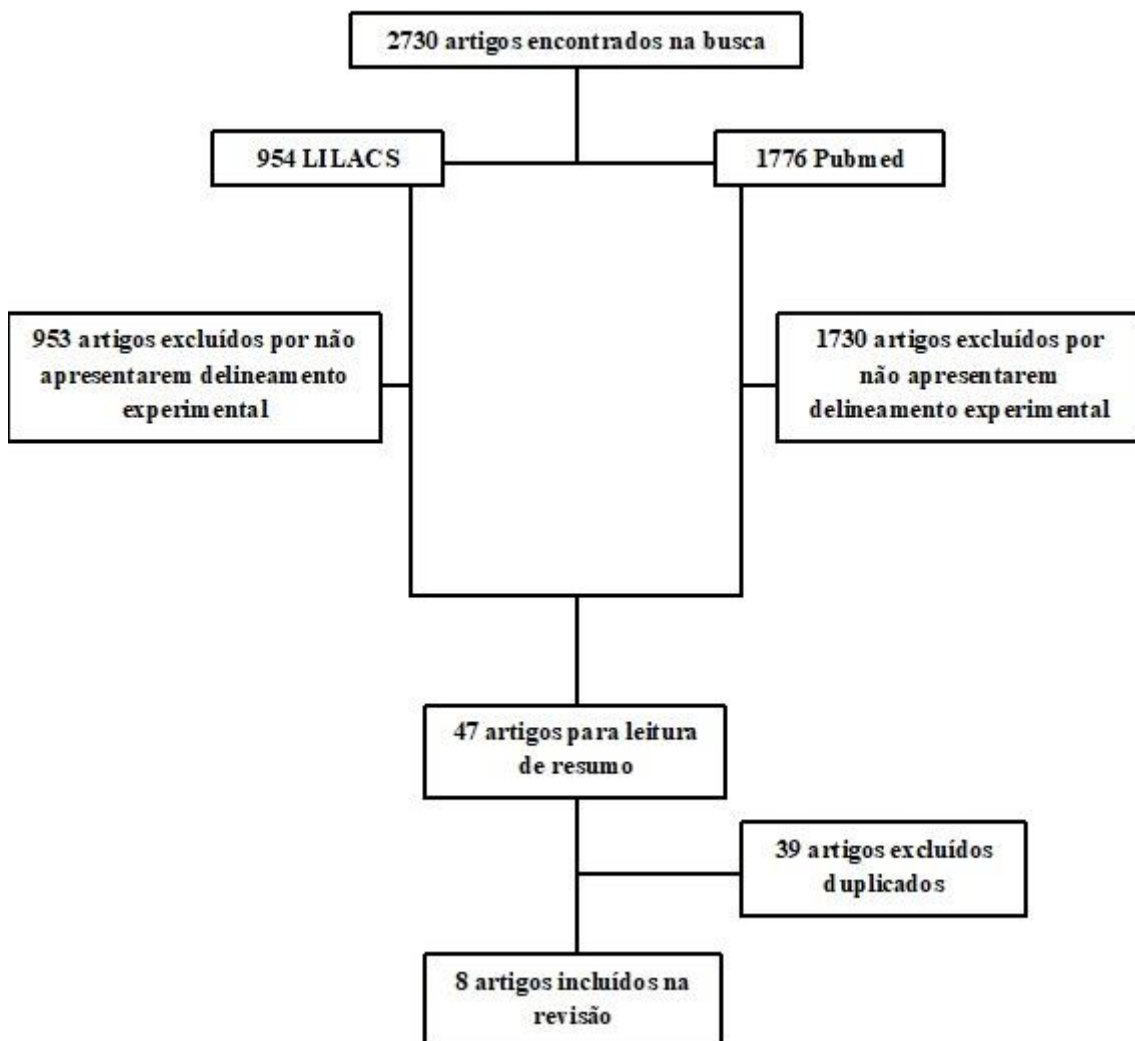 2730 artigos encontrados na busca
954 LILACS
1776 Pubmed
953 artigos excluídos por não
apresentarem delineamento
experimental
1730 artigos excluídos por
não apresentarem
delineamento experimental
47 artigos para leitura
de resumo
39 artigos excluídos
duplicados
8 artigos incluídos na
revisão